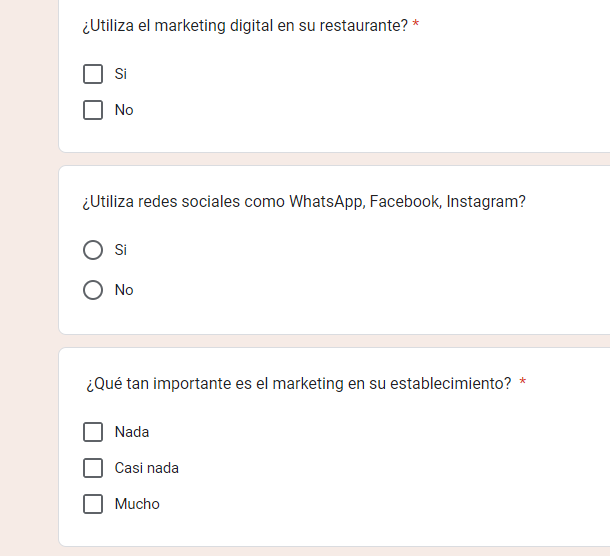 ¿Utiliza el marketing digital en su restaurante? *
Si
No
¿Utiliza redes sociales como WhatsApp, Facebook, Instagram?
Si
No
¿Qué tan importante es el marketing en su establecimiento? *
Nada
Casi nada
Mucho